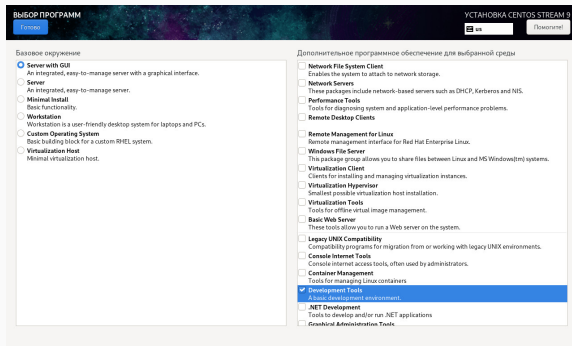 ВЫБОР ПРОГРАММ
УСТАНОВКА CENTOS STREAM 9
Готово
us
Помогите!
Базовое окружение
Server with GUI
An integrated, easy-to-manage server with a graphical interface.
Server
An integrated, easy-to-manage server.
Minimal Install
Basic functionality.
Workstation
Workstation is a user-friendly desktop system for laptops and PCs.
Custom Operating System
Basic building block for a custom RHEL system.
Virtualization Host
Minimal virtualization host.
Дополнительное программное обеспечение для выбранной среды
Network File System Client
Enables the system to attach to network storage.
Network Servers
These packages include network-based servers such as DHCP, Kerberos and NIS.
Performance Tools
Tools for diagnosing system and application-level performance problems.
Remote Desktop Clients
Remote Management for Linux
Remote management interface for Red Hat Enterprise Linux.
Windows File Server
This package group allows you to share files between Linux and MS Windows(tm) systems.
Virtualization Client
Clients for installing and managing virtualization instances.
Virtualization Hypervisor
Smallest possible virtualization host installation.
Virtualization Tools
Tools for offline virtual image management.
Basic Web Server
These tools allow you to run a Web server on the system.
Legacy UNIX Compatibility
Compatibility programs for migration from or working with legacy UNIX environments.
Console Internet Tools
Console internet access tools, often used by administrators.
Container Management
Tools for managing Linux containers
Development Tools
A basic development environment.
.NET Development
Tools to develop and/or run .NET applications
Graphical Administration Tools